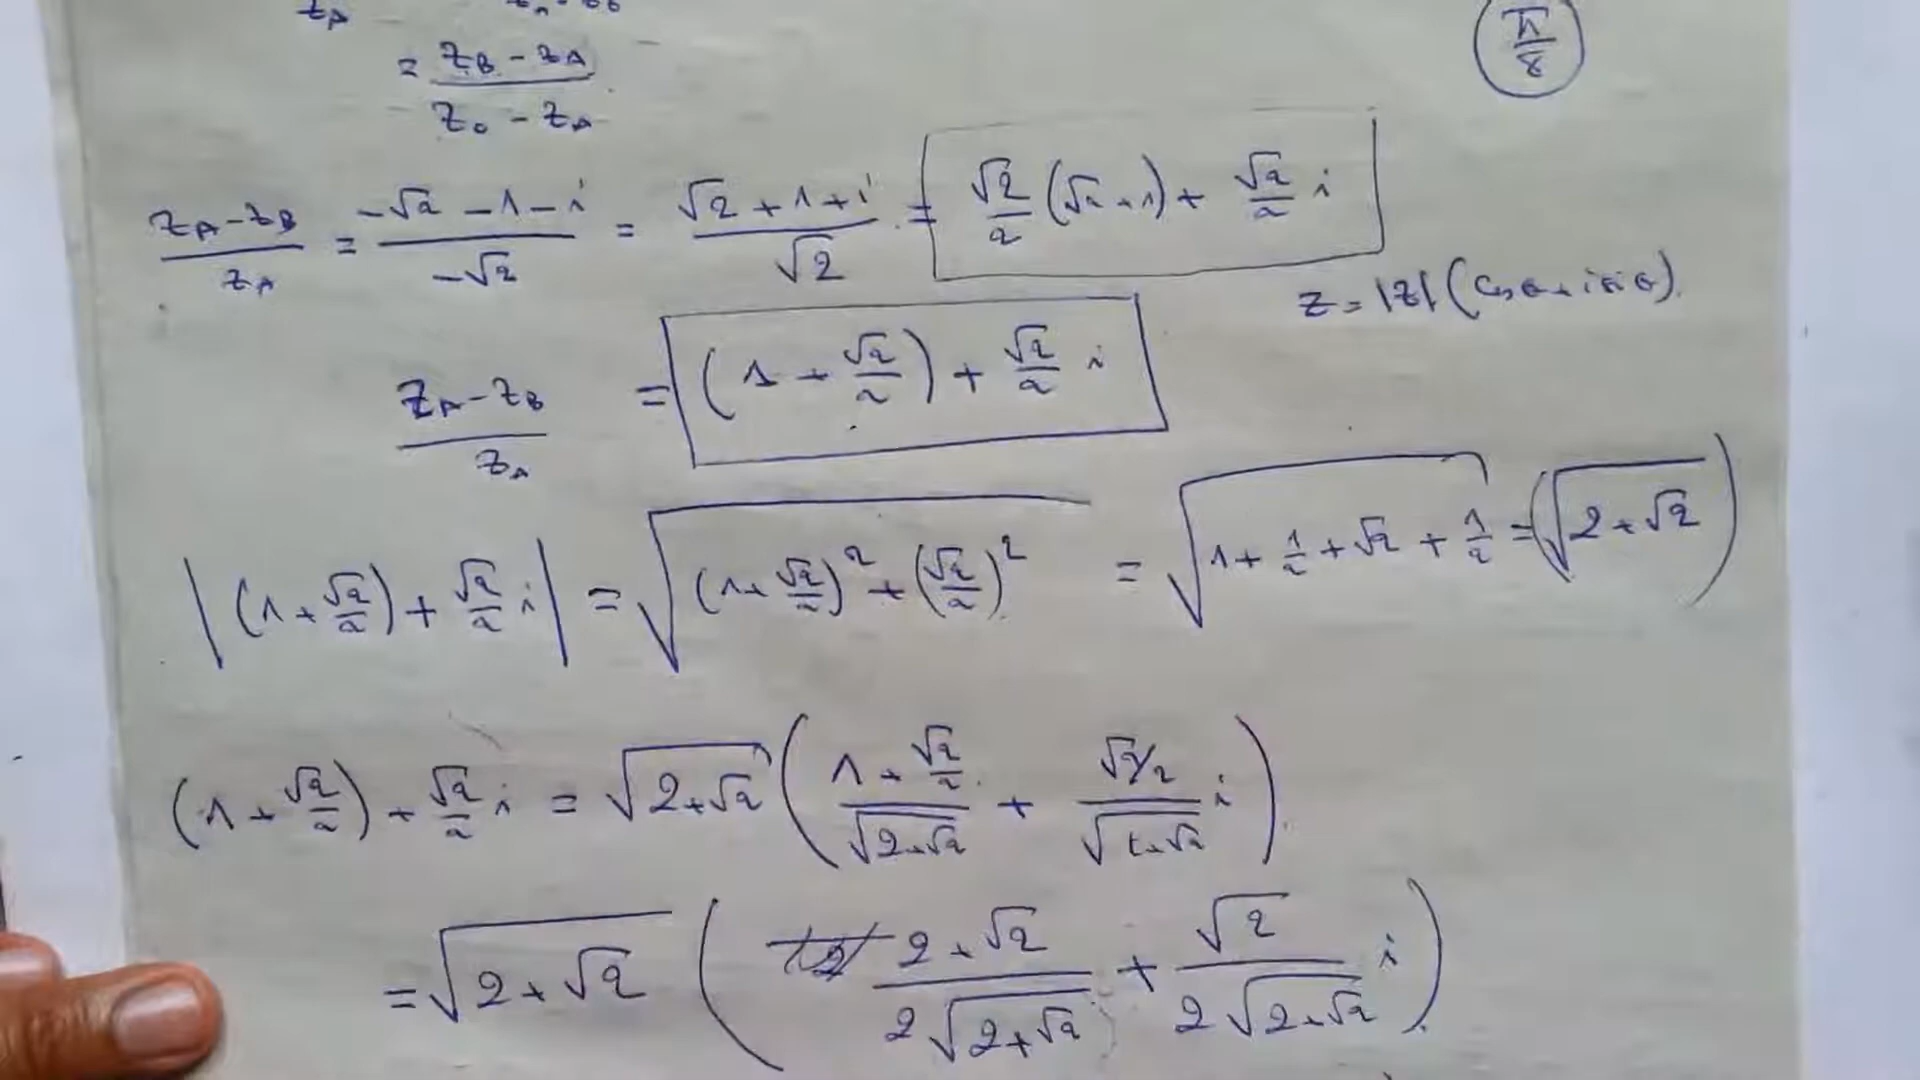 π/8
= (z_B - z_A)/(z_0 - z_A)
(z_A - z_B)/z_A = (-√2 - 1 - i)/(-√2) = (√2 + 1 + i)/√2 = √2/2 (√2 + 1) + √2/2 i
z = |z| (cosθ + i sinθ).
(z_A - z_B)/z_A = (1 + √2/2) + √2/2 i
|(1 + √2/2) + √2/2 i| = √((1 + √2/2)² + (√2/2)²) = √(1 + 1/2 + √2 + 1/2) = (√(2 + √2))
(1 + √2/2) + √2/2 i = √(2 + √2) ((1 + √2/2)/√(2 + √2) + (√2/2)/√(2 + √2) i)
= √(2 + √2) ((2 + √2)/(2√(2 + √2)) + √2/(2√(2 + √2)) i)